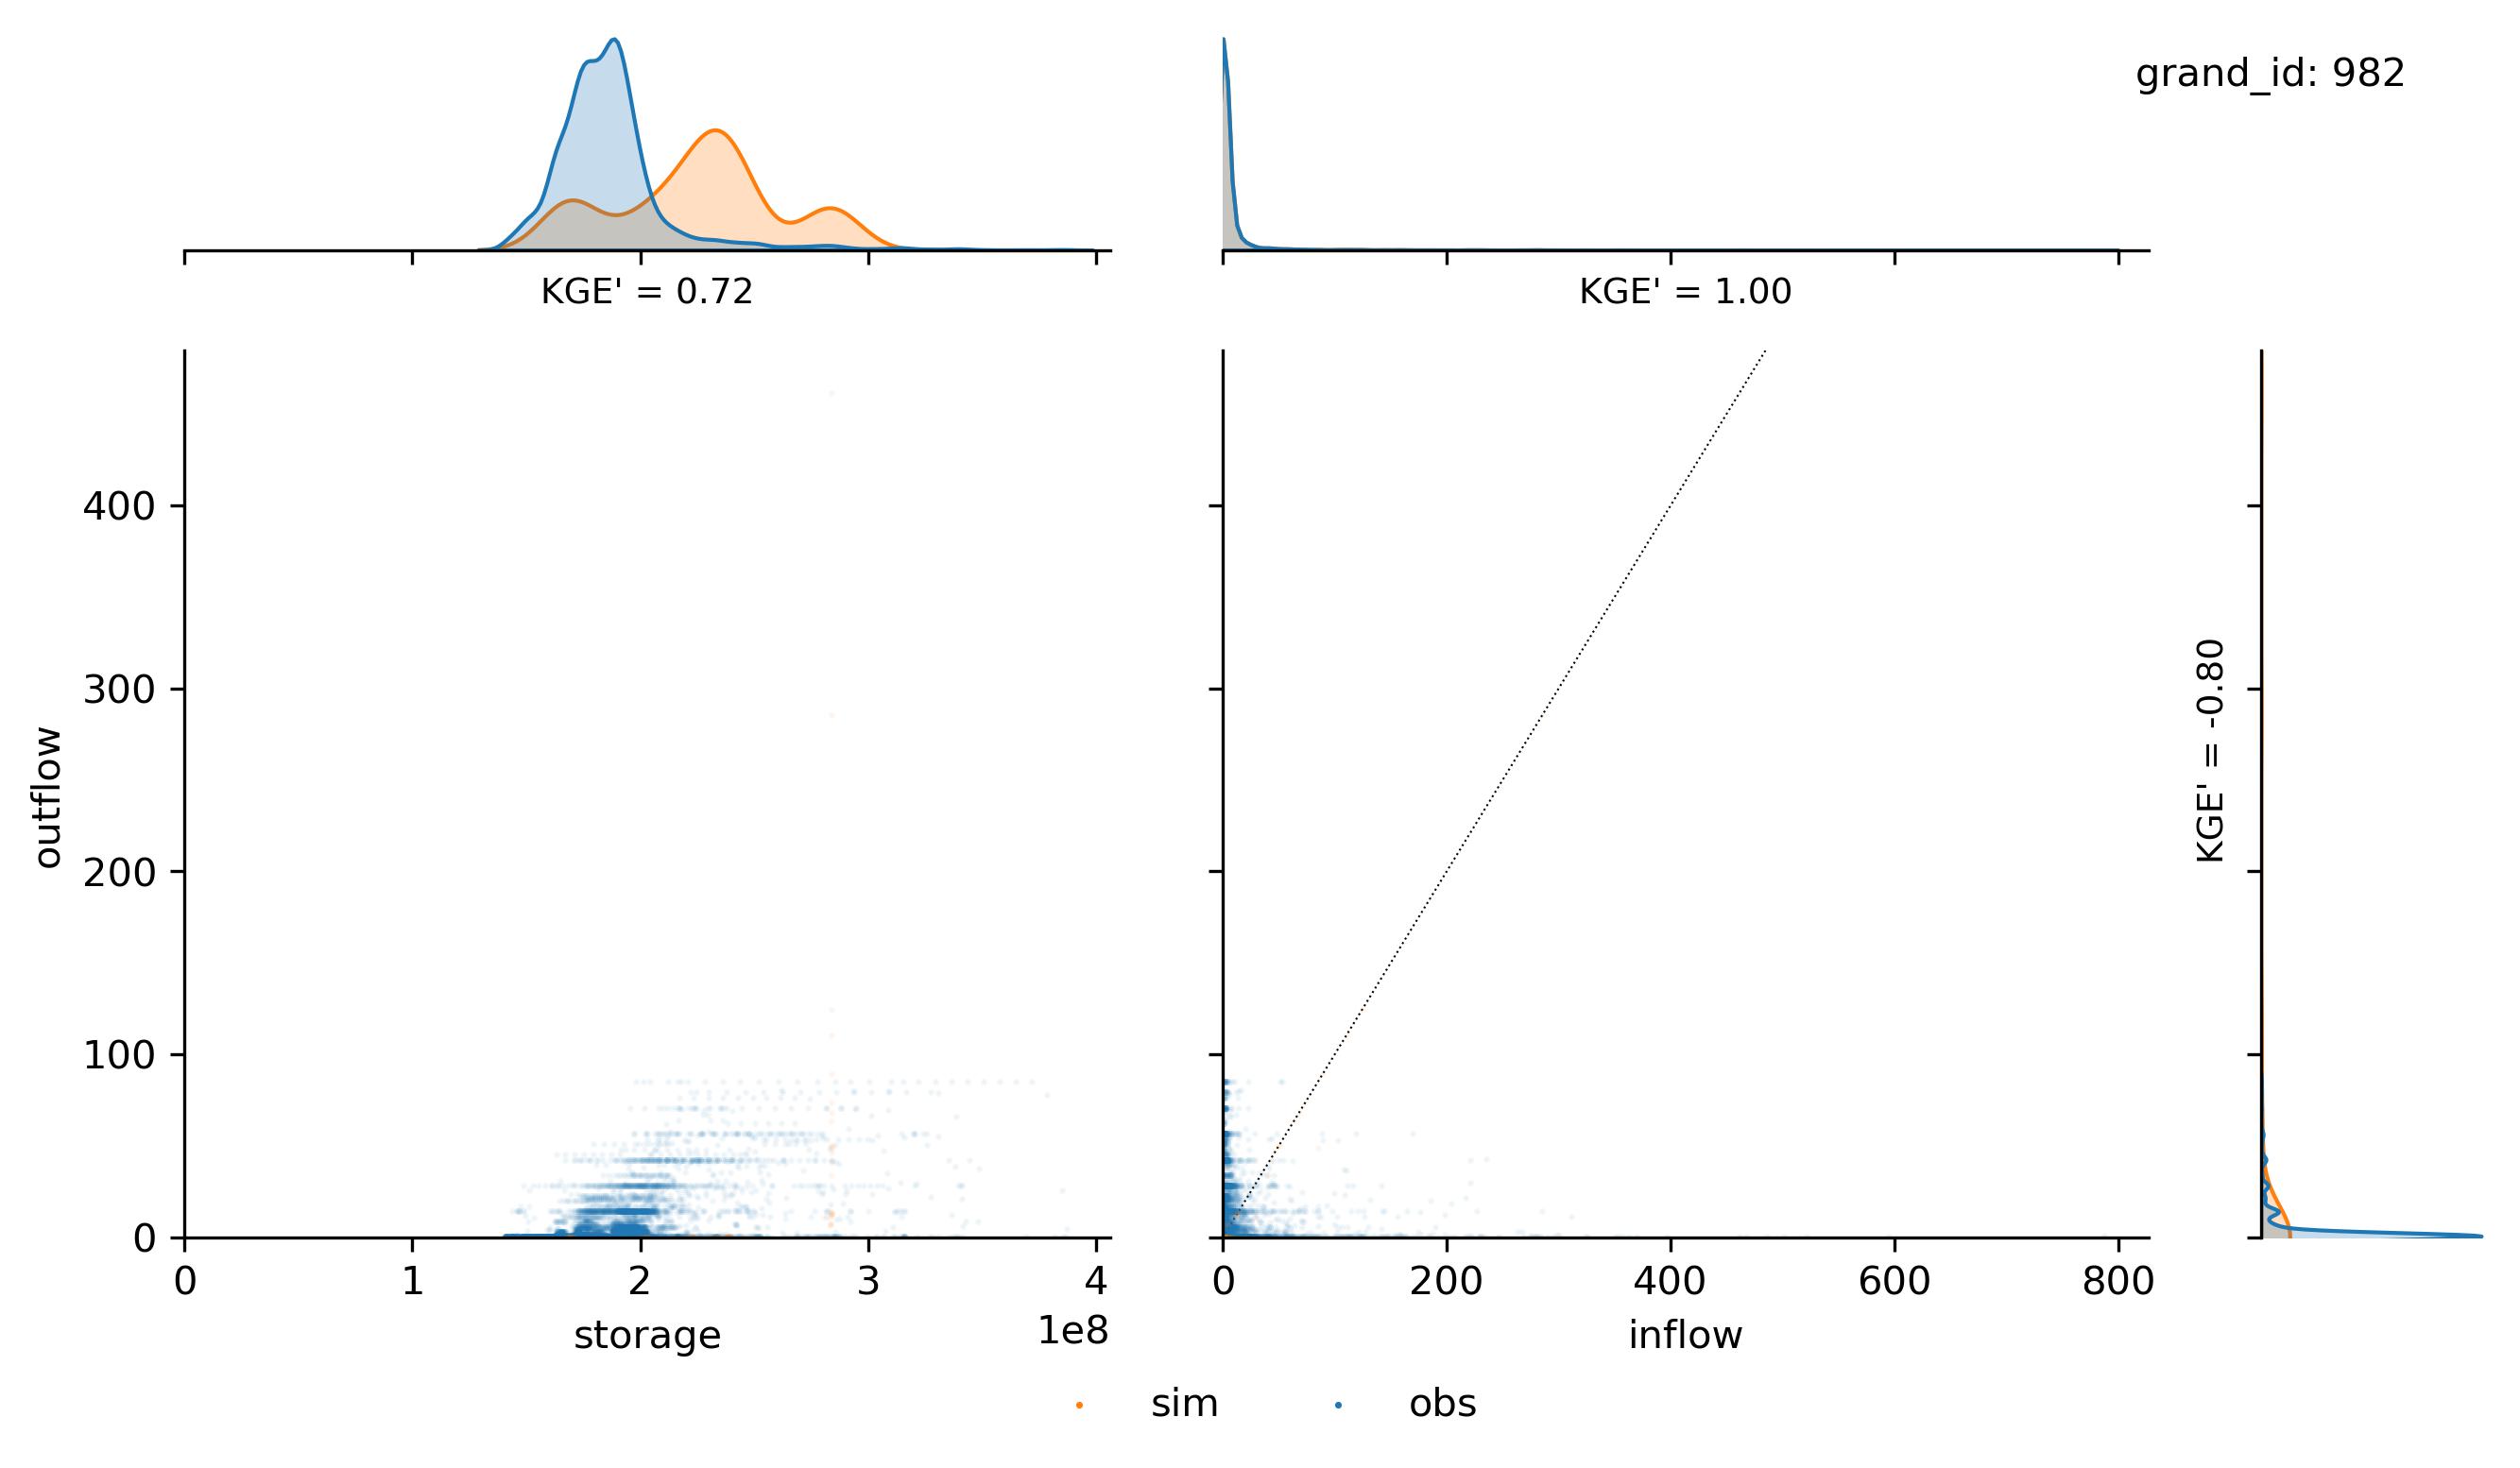 grand_id: 982
KGE' = 0.72
KGE' = 1.00
outflow
400
300
200
100
0
KGE' = -0.80
0 1 2 3 4
1e8
storage
0 200 400 600 800
inflow
sim obs